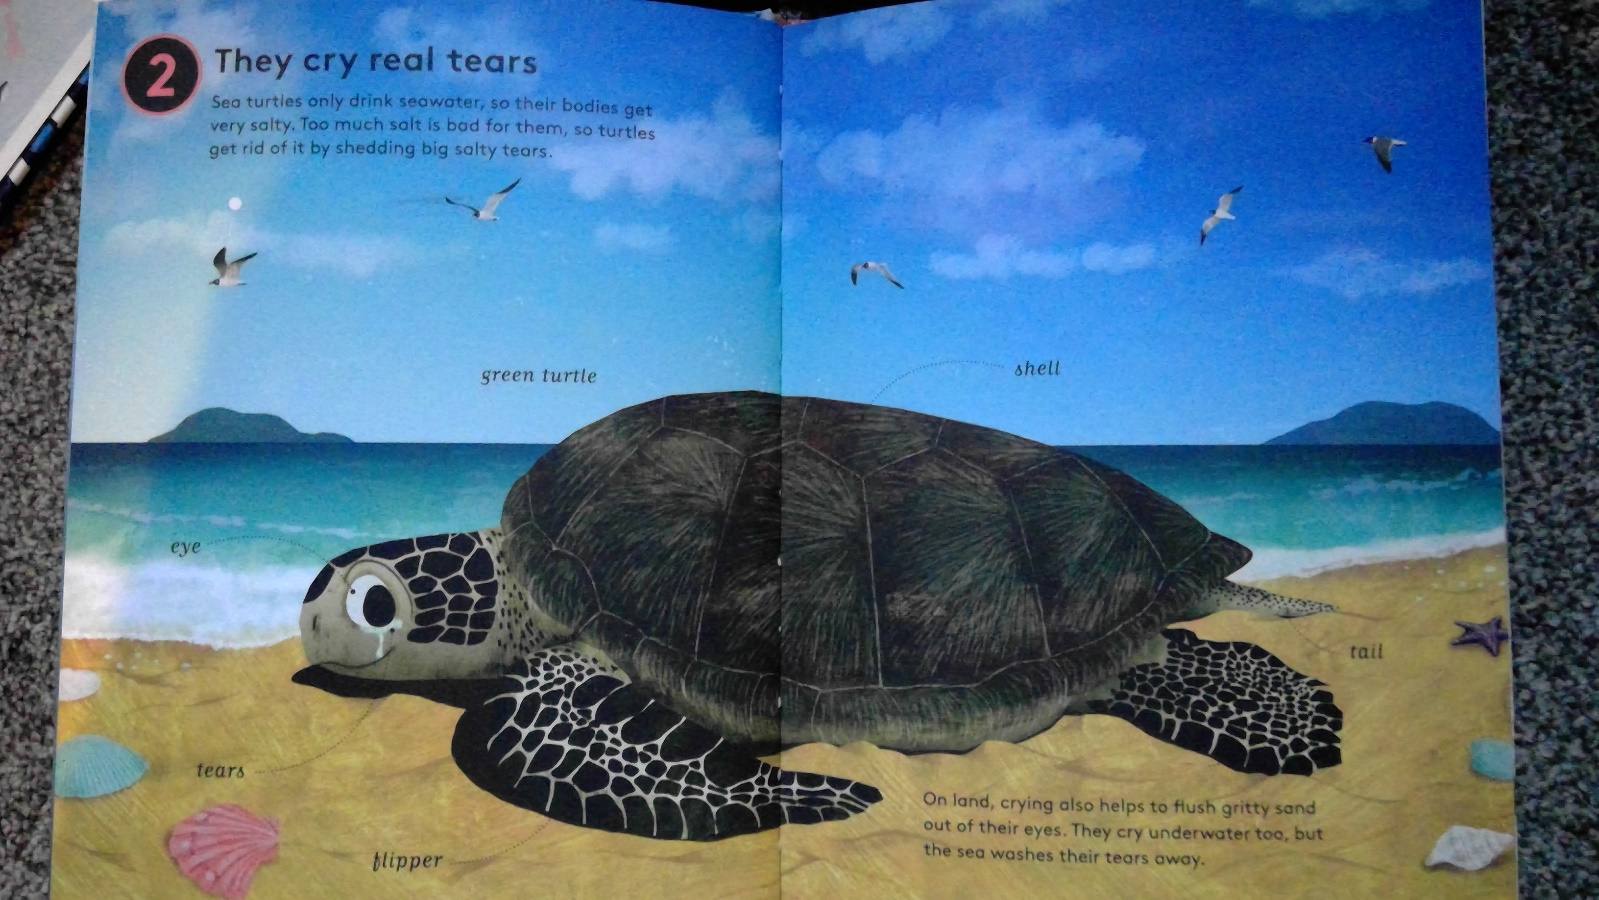 2
They cry real tears
Sea turtles only drink seawater, so their bodies get
very salty. Too much salt is bad for them, so turtles
get rid of it by shedding big salty tears.
green turtle
shell
eye
tail
tears
flipper
On land, crying also helps to flush gritty sand
out of their eyes. They cry underwater too, but
the sea washes their tears away.